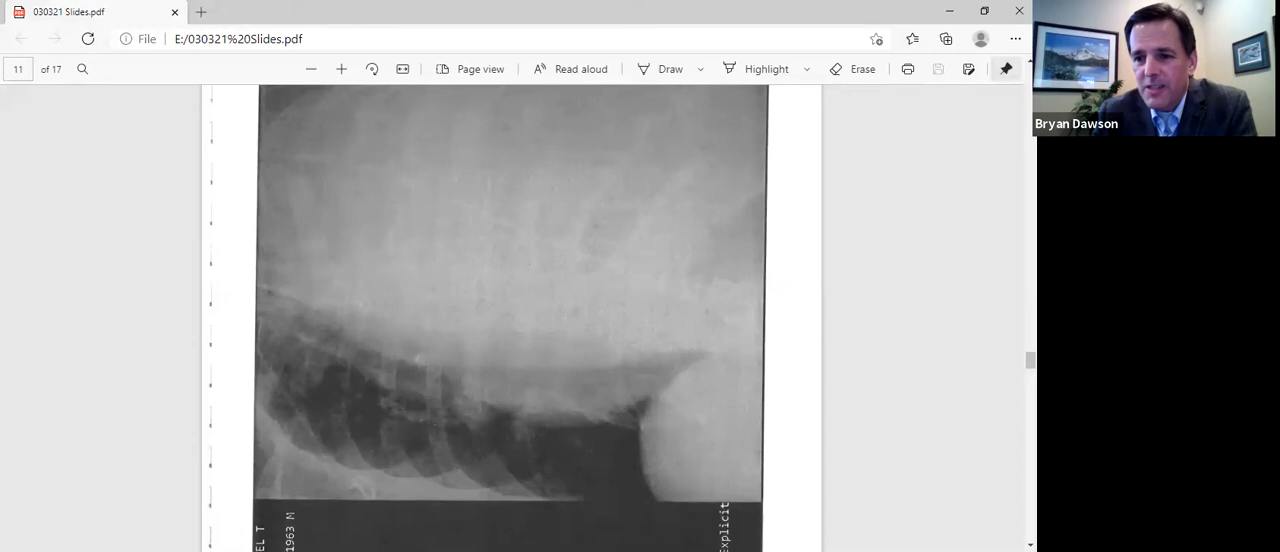 030321 Slides.pdf
File E:/030321%20Slides.pdf
11 of 17 Page view Read aloud Draw Highlight Erase
Bryan Dawson
EL T
1963 M
Explicit